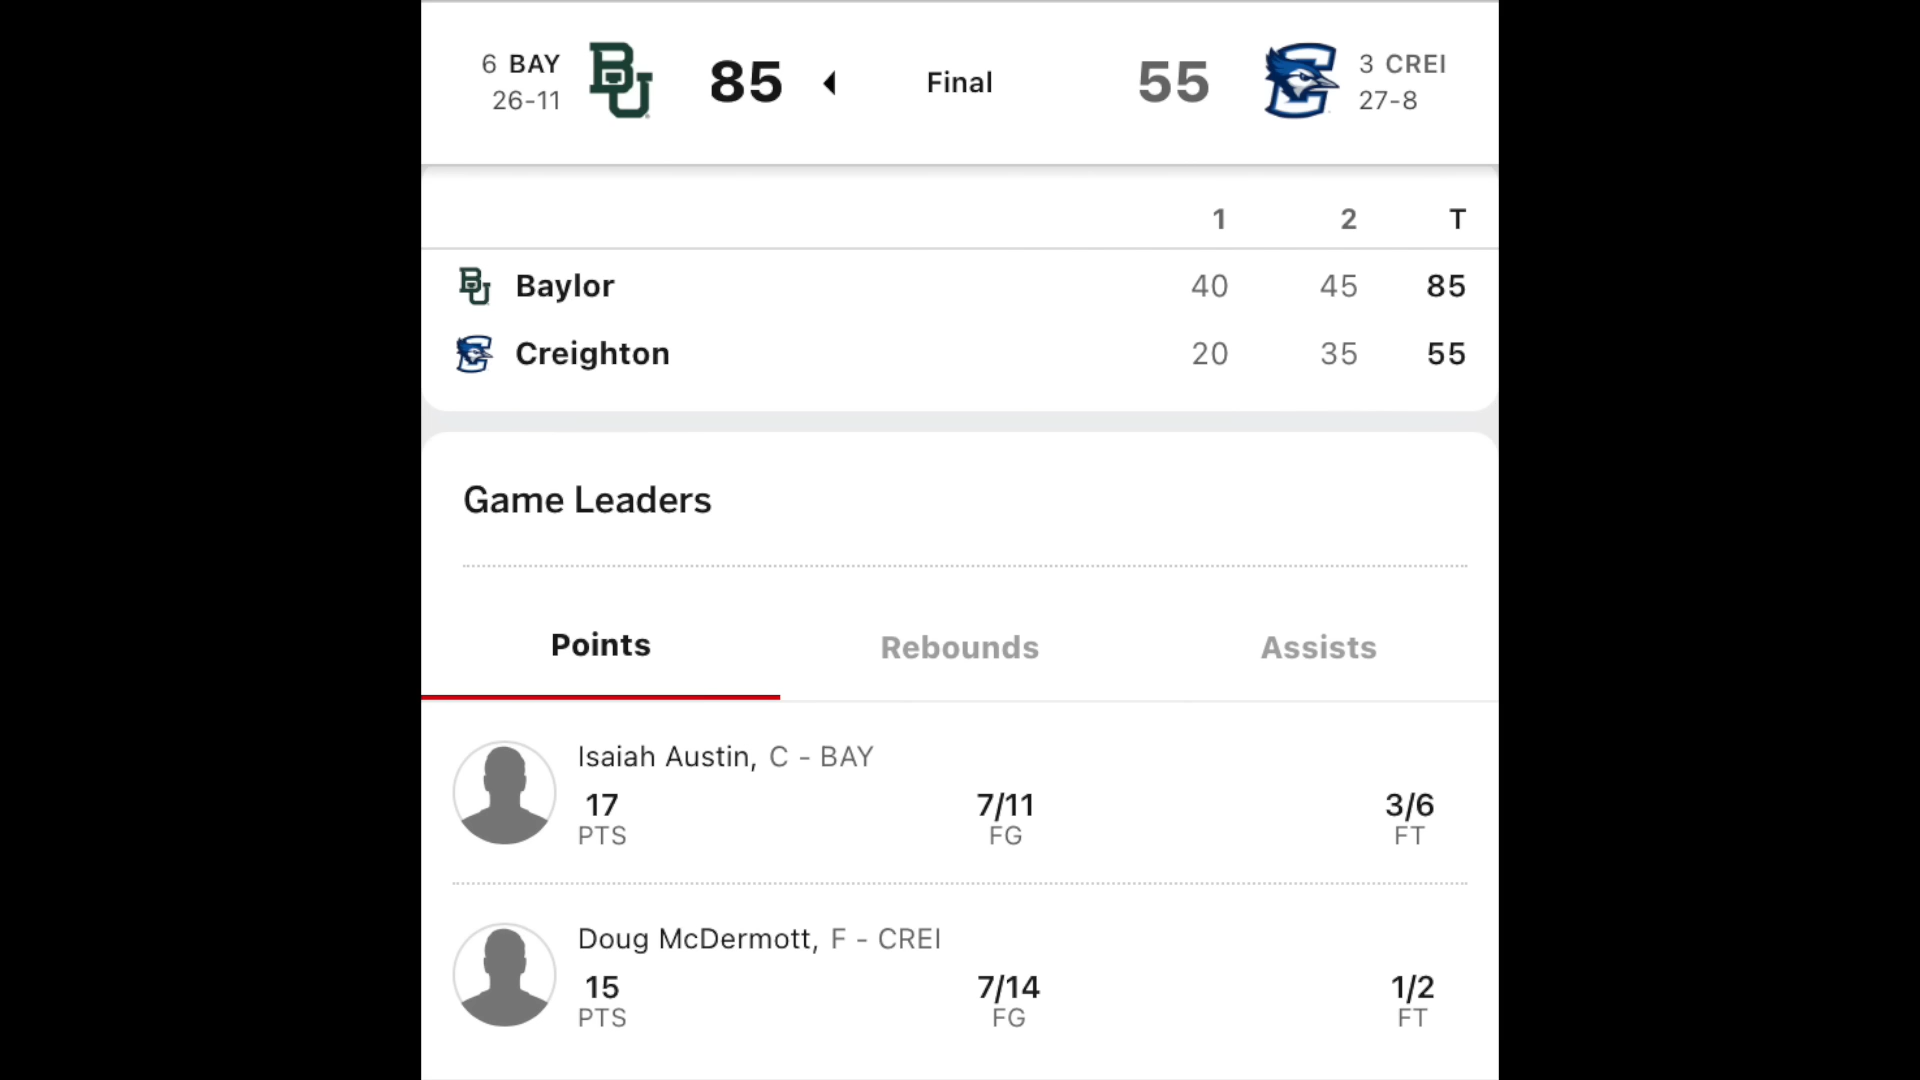 6 BAY
26-11
85
Final
55
3 CREI
27-8
1 2 T
Baylor 40 45 85
Creighton 20 35 55
Game Leaders
Points Rebounds Assists
Isaiah Austin, C - BAY
17 7/11 3/6
PTS FG FT
Doug McDermott, F - CREI
15 7/14 1/2
PTS FG FT